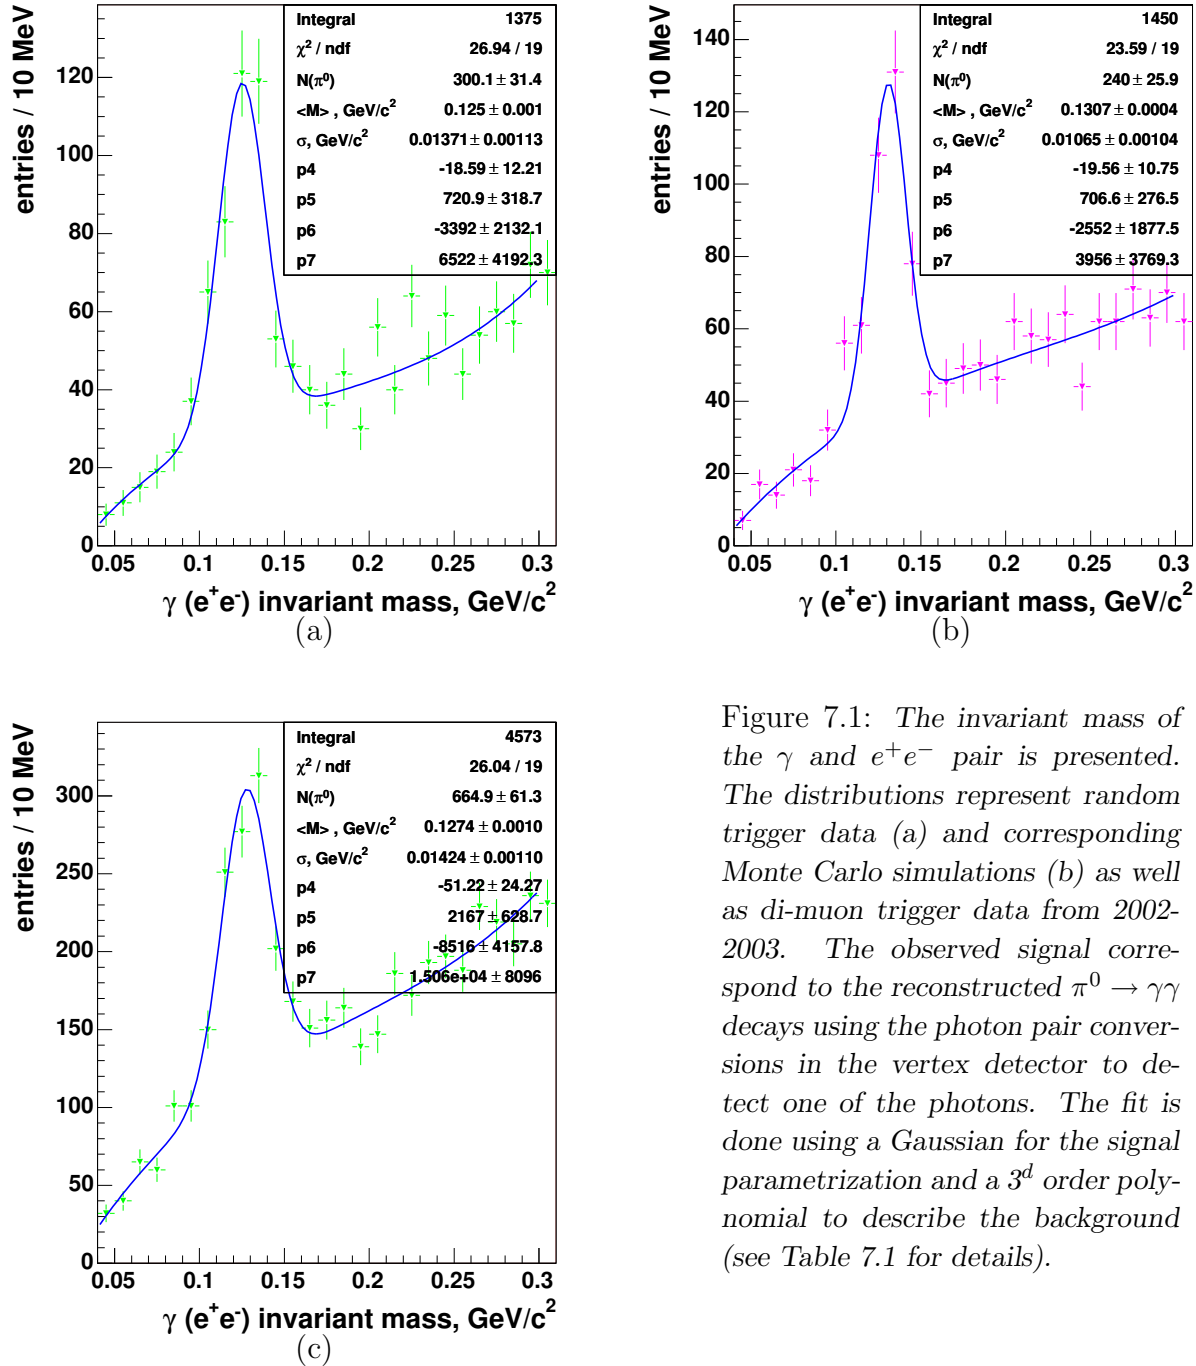 entries / 10 MeV
Integral 1375
χ² / ndf 26.94 / 19
N(π⁰) 300.1 ± 31.4
<M> , GeV/c² 0.125 ± 0.001
σ, GeV/c² 0.01371 ± 0.00113
p4 -18.59 ± 12.21
p5 720.9 ± 318.7
p6 -3392 ± 2132.1
p7 6522 ± 4192.3
120
100
80
60
40
20
0
0.05 0.1 0.15 0.2 0.25 0.3
γ (e⁺e⁻) invariant mass, GeV/c²
(a)
entries / 10 MeV
Integral 1450
χ² / ndf 23.59 / 19
N(π⁰) 240 ± 25.9
<M> , GeV/c² 0.1307 ± 0.0004
σ, GeV/c² 0.01065 ± 0.00104
p4 -19.56 ± 10.75
p5 706.6 ± 276.5
p6 -2552 ± 1877.5
p7 3956 ± 3769.3
140
120
100
80
60
40
20
0
0.05 0.1 0.15 0.2 0.25 0.3
γ (e⁺e⁻) invariant mass, GeV/c²
(b)
entries / 10 MeV
Integral 4573
χ² / ndf 26.04 / 19
N(π⁰) 664.9 ± 61.3
<M> , GeV/c² 0.1274 ± 0.0010
σ, GeV/c² 0.01424 ± 0.00110
p4 -51.22 ± 24.27
p5 2167 ± 628.7
p6 -8516 ± 4157.8
p7 1.506e+04 ± 8096
300
250
200
150
100
50
0
0.05 0.1 0.15 0.2 0.25 0.3
γ (e⁺e⁻) invariant mass, GeV/c²
(c)
Figure 7.1: The invariant mass of
the γ and e⁺e⁻ pair is presented.
The distributions represent random
trigger data (a) and corresponding
Monte Carlo simulations (b) as well
as di-muon trigger data from 2002-
2003. The observed signal corre-
spond to the reconstructed π⁰ → γγ
decays using the photon pair conver-
sions in the vertex detector to de-
tect one of the photons. The fit is
done using a Gaussian for the signal
parametrization and a 3ᵈ order poly-
nomial to describe the background
(see Table 7.1 for details).